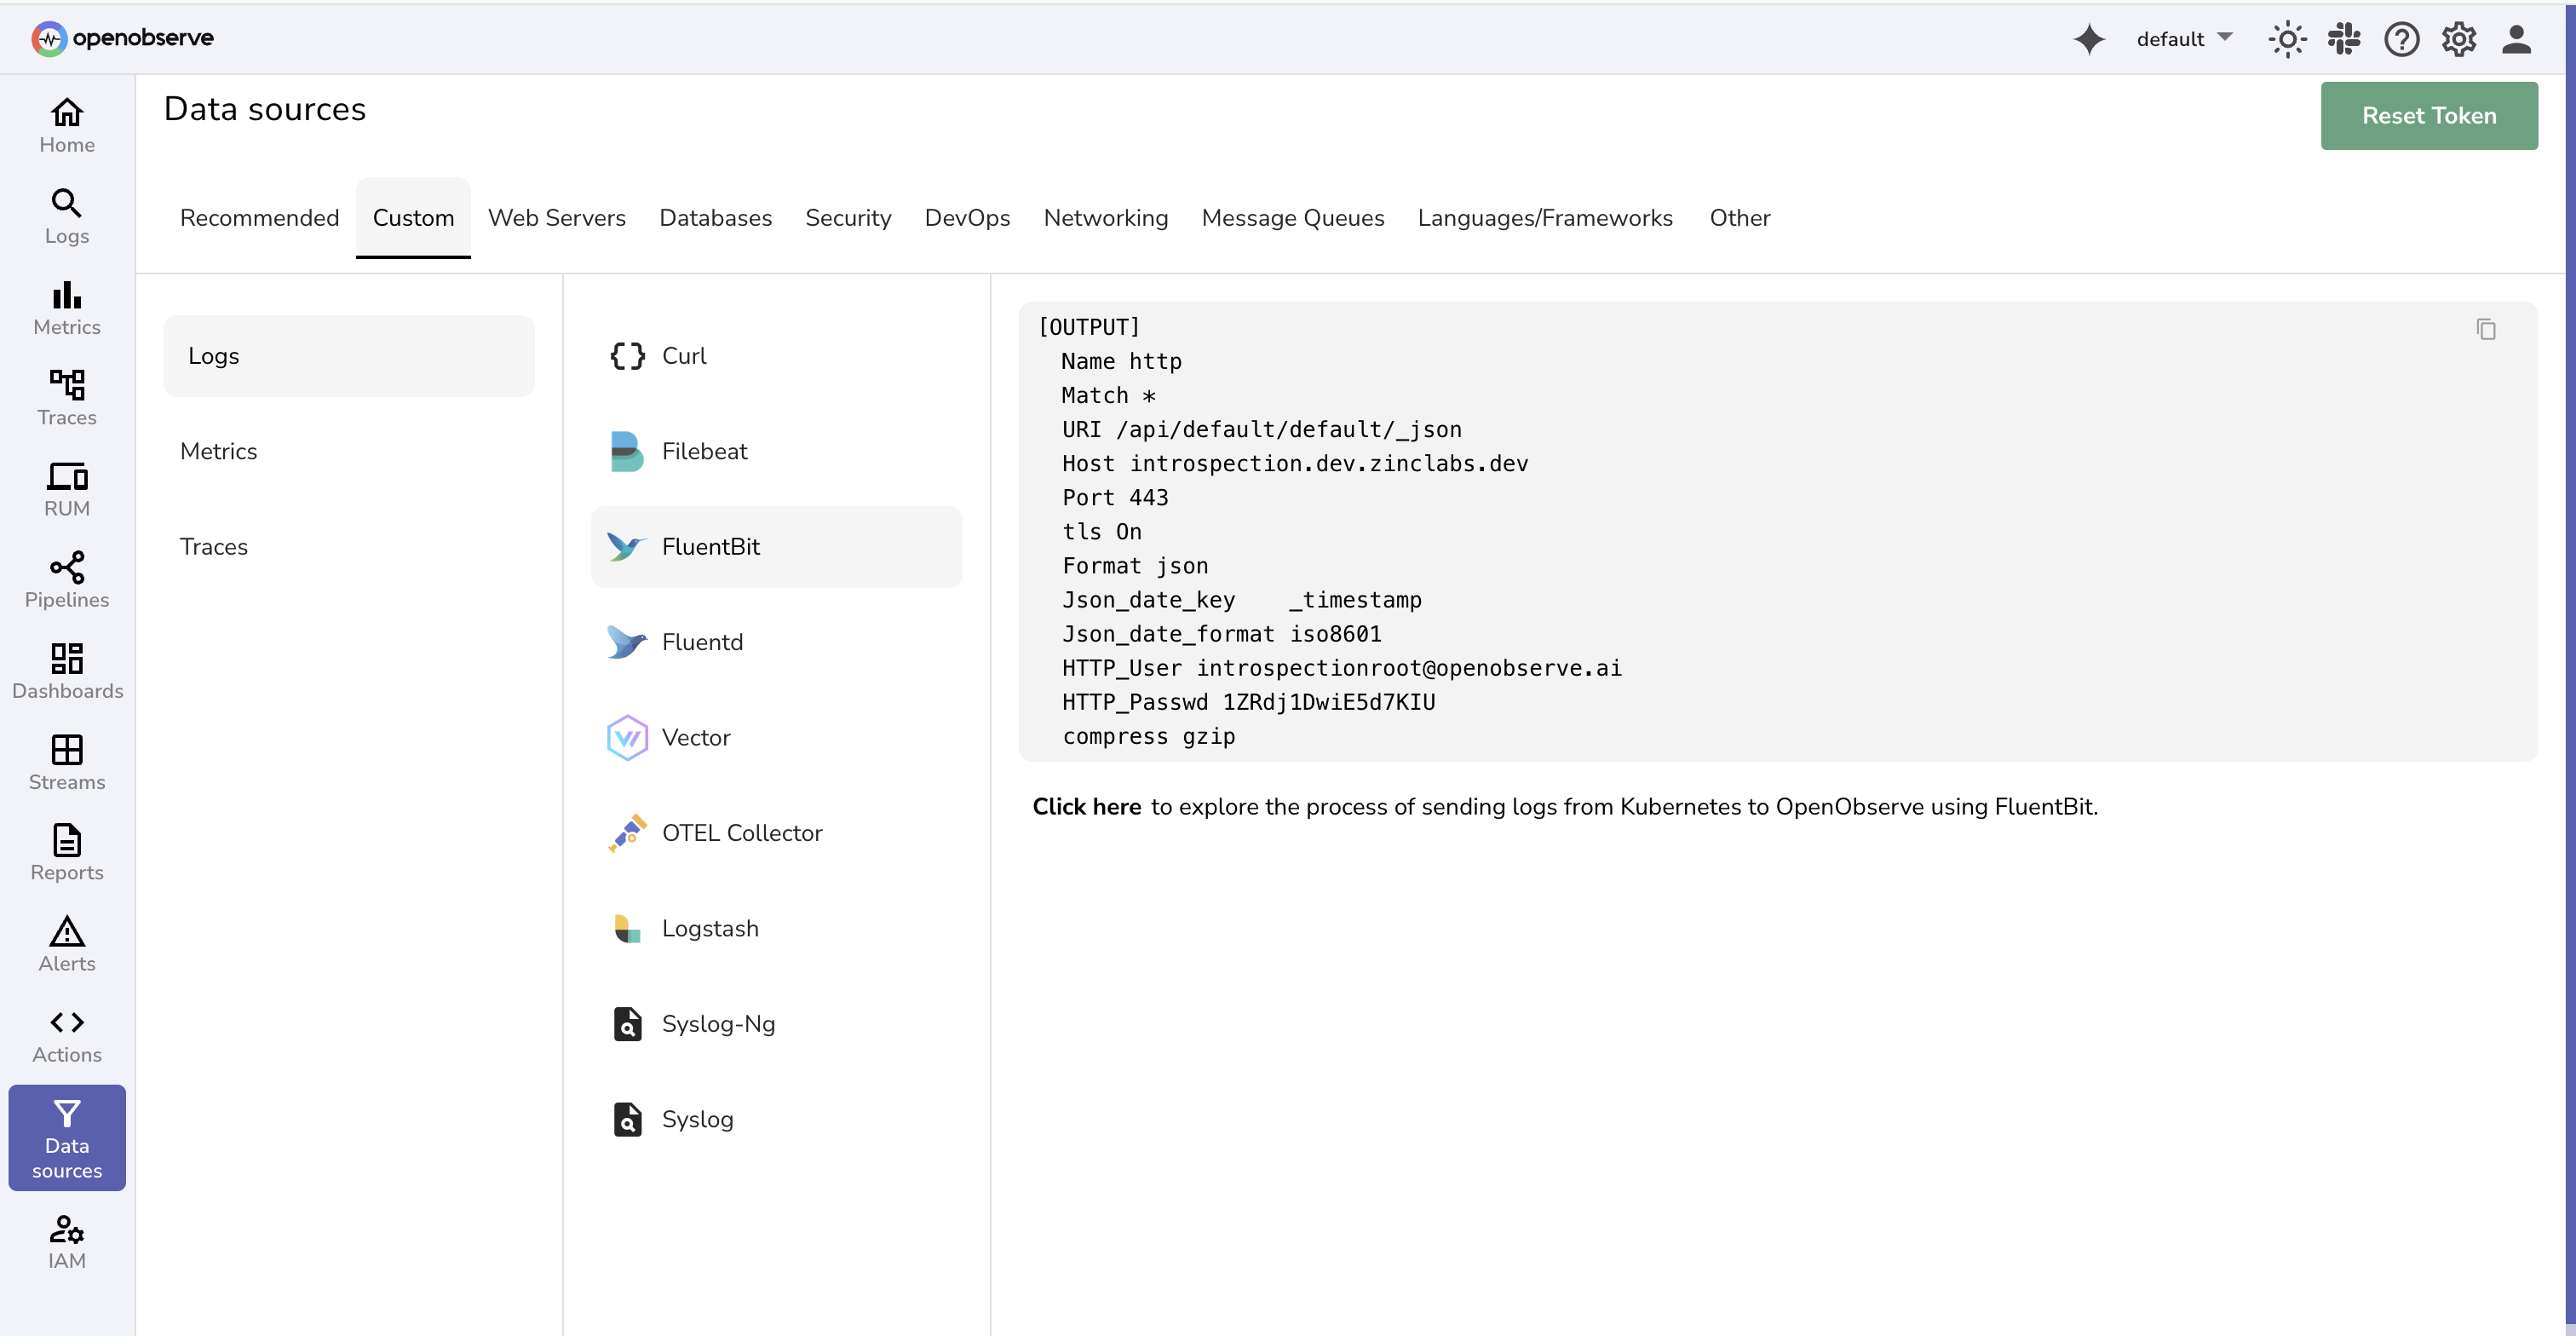 openobserve
default
Data sources
Reset Token
Home
Logs
Metrics
Traces
RUM
Pipelines
Dashboards
Streams
Reports
Alerts
Actions
Data
sources
IAM
Recommended Custom Web Servers Databases Security DevOps Networking Message Queues Languages/Frameworks Other
Logs
Metrics
Traces
Curl
Filebeat
FluentBit
Fluentd
Vector
OTEL Collector
Logstash
Syslog-Ng
Syslog
[OUTPUT]
Name http
Match *
URI /api/default/default/_json
Host introspection.dev.zinclabs.dev
Port 443
tls On
Format json
Json_date_key    _timestamp
Json_date_format iso8601
HTTP_User introspectionroot@openobserve.ai
HTTP_Passwd 1ZRdj1DwiE5d7KIU
compress gzip
Click here to explore the process of sending logs from Kubernetes to OpenObserve using FluentBit.